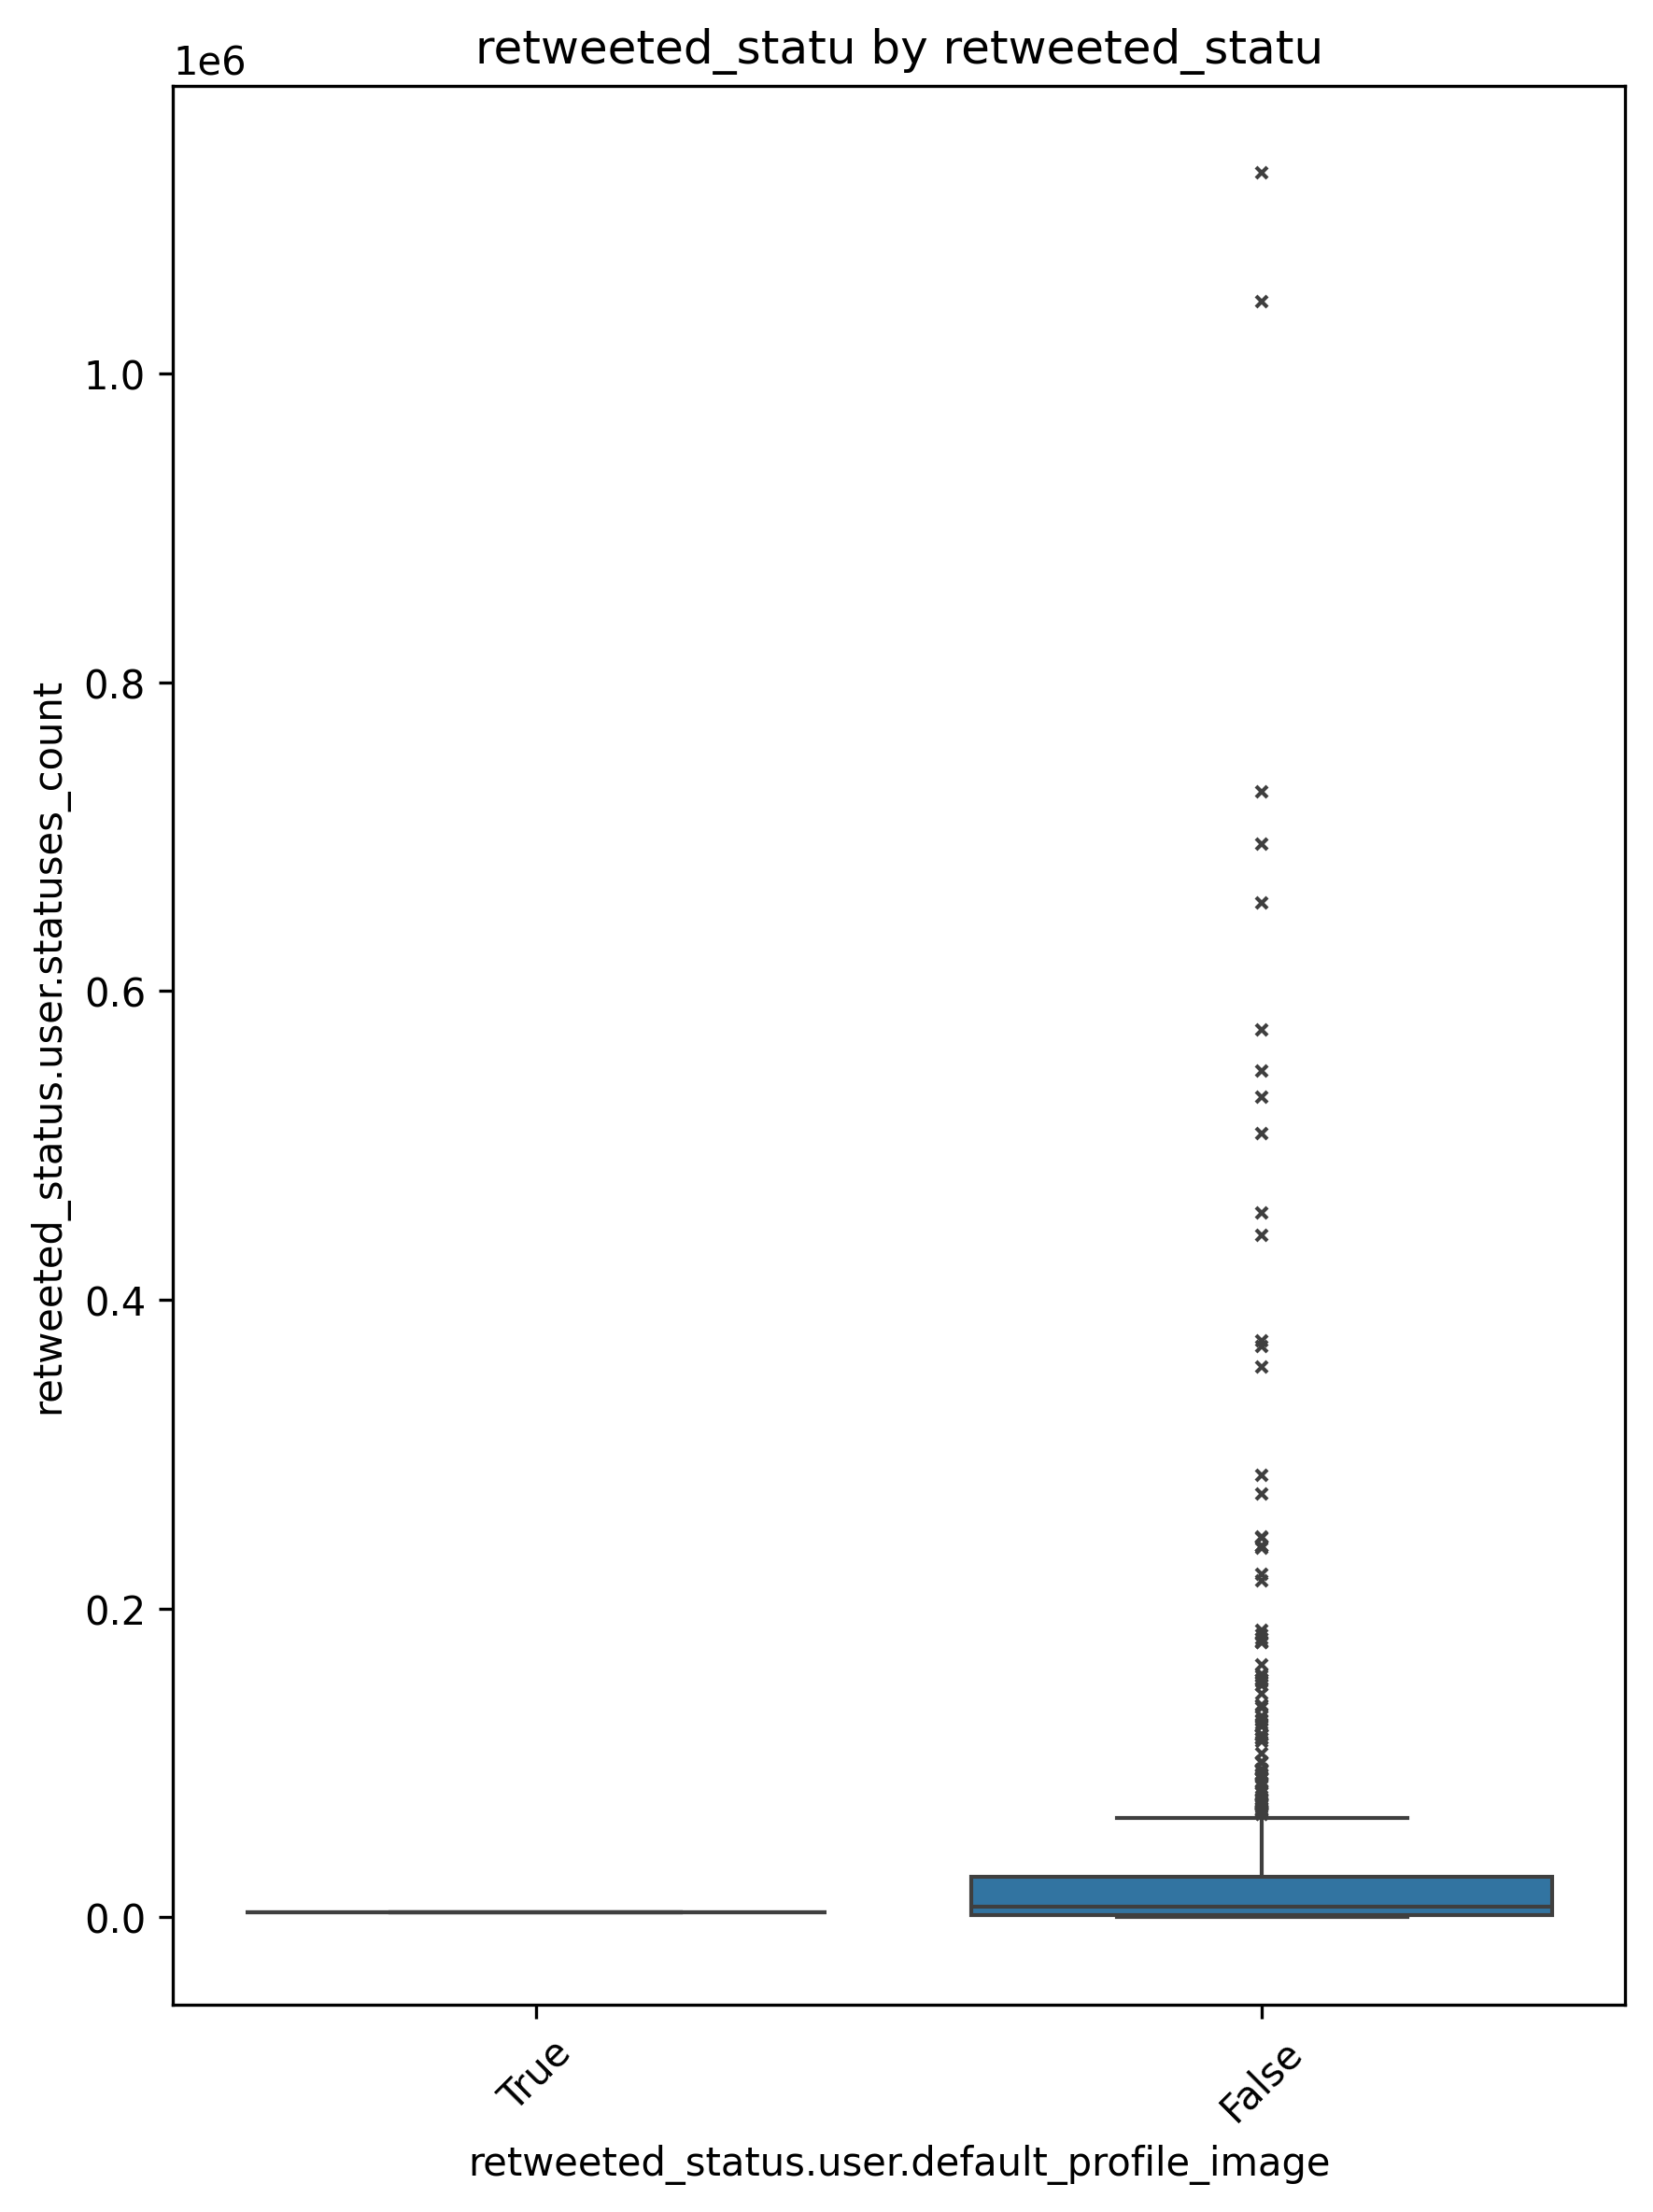 retweeted_statu by retweeted_statu
1e6
1.0
0.8
0.6
0.4
0.2
0.0
retweeted_status.user.statuses_count
True
False
retweeted_status.user.default_profile_image